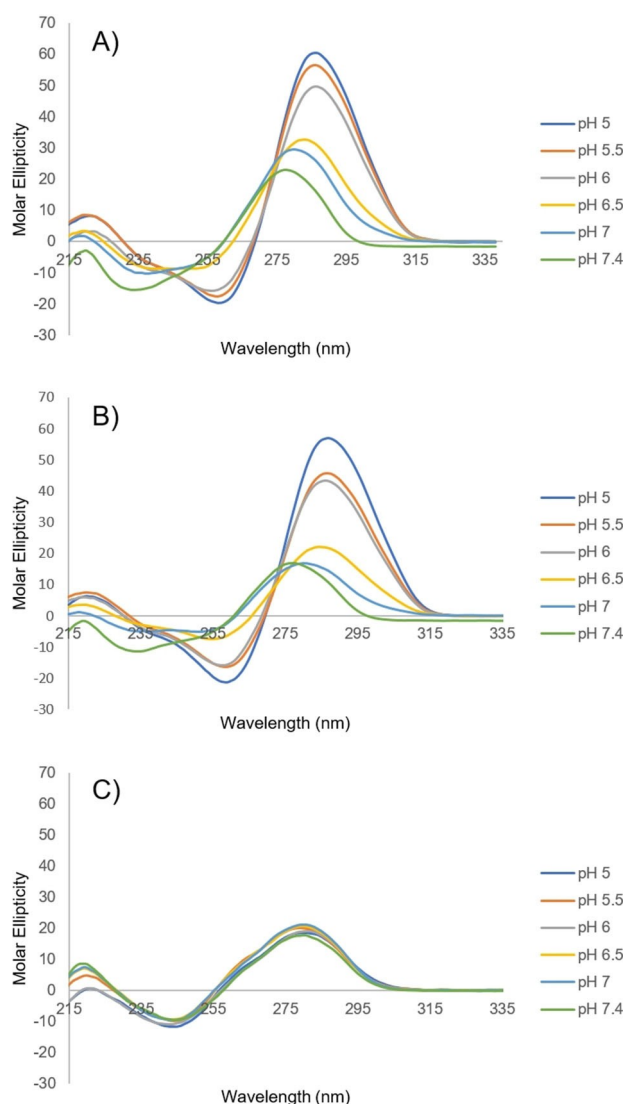 A)
70
60
50
40
30
20
10
0
-10
-20
-30
Molar Ellipticity
215 235 255 275 295 315 335
Wavelength (nm)
pH 5
pH 5.5
pH 6
pH 6.5
pH 7
pH 7.4
B)
70
60
50
40
30
20
10
0
-10
-20
-30
Molar Ellipticity
215 235 255 275 295 315 335
Wavelength (nm)
pH 5
pH 5.5
pH 6
pH 6.5
pH 7
pH 7.4
C)
70
60
50
40
30
20
10
0
-10
-20
-30
Molar Ellipticity
215 235 255 275 295 315 335
Wavelength (nm)
pH 5
pH 5.5
pH 6
pH 6.5
pH 7
pH 7.4